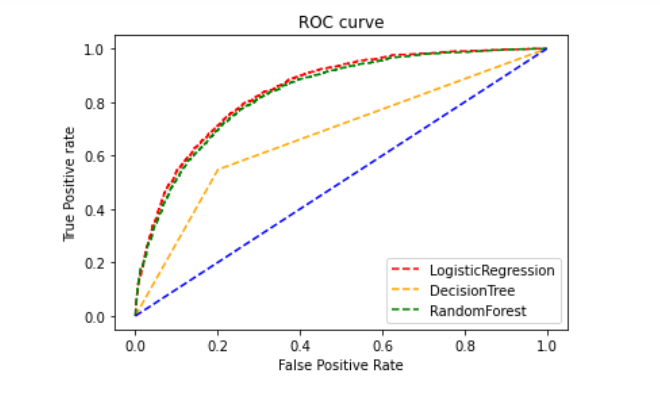 ROC curve
True Positive rate
1.0
0.8
0.6
0.4
0.2
0.0
LogisticRegression
DecisionTree
RandomForest
0.0 0.2 0.4 0.6 0.8 1.0
False Positive Rate